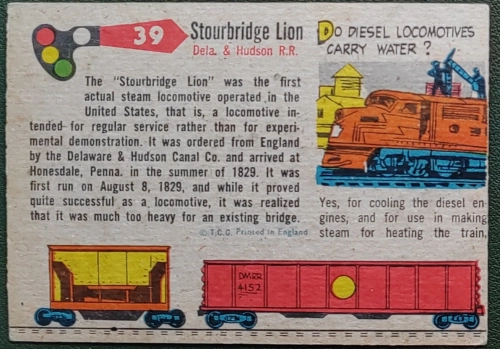 39
Stourbridge Lion
Dela. & Hudson R.R.
The "Stourbridge Lion" was the first
actual steam locomotive operated in the
United States, that is, a locomotive in-
tended for regular service rather than for experi-
mental demonstration. It was ordered from England
by the Delaware & Hudson Canal Co. and arrived at
Honesdale, Penna. in the summer of 1829. It was
first run on August 8, 1829, and while it proved
quite successful as a locomotive, it was realized
that it was much too heavy for an existing bridge.
© T.C.G. Printed in England
DO DIESEL LOCOMOTIVES
CARRY WATER?
Yes, for cooling the diesel en-
gines, and for use in making
steam for heating the train.
DMRR
4152